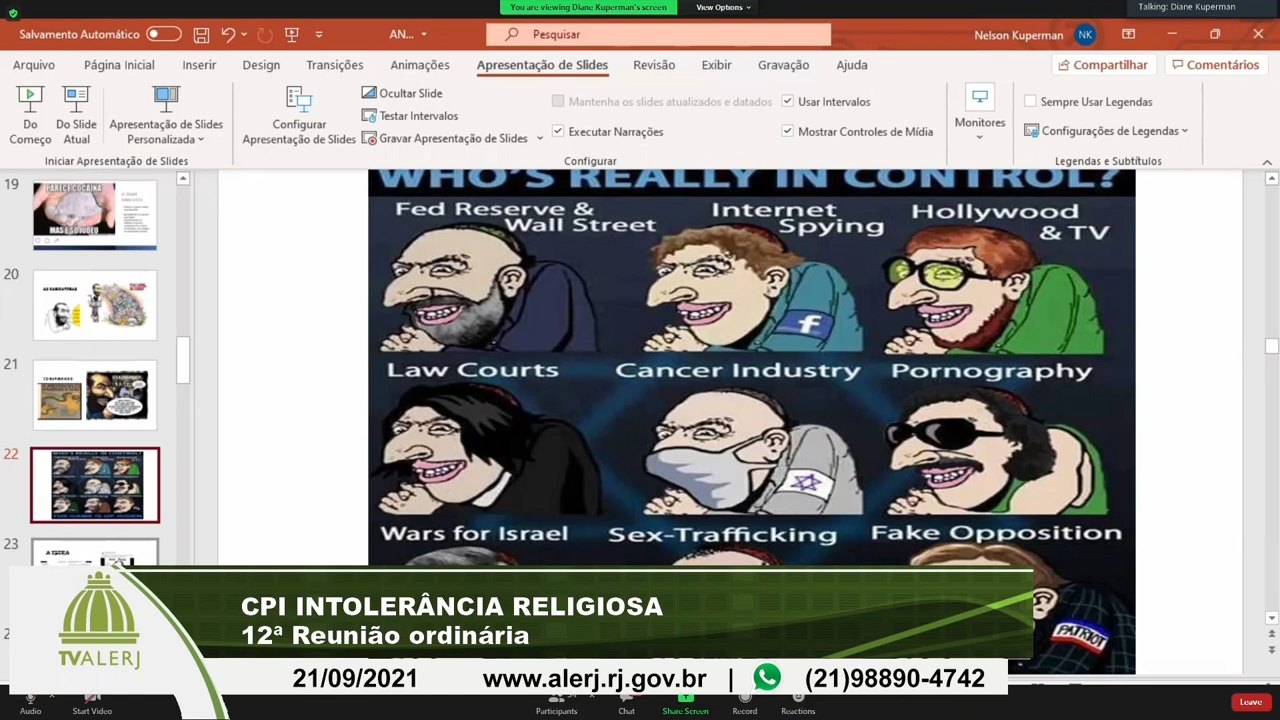 You are viewing Diane Kuperman's screen
View Options
Talking: Diane Kuperman
Salvamento Automático
AN...
Pesquisar
Nelson Kuperman
NK
Arquivo
Página Inicial
Inserir
Design
Transições
Animações
Apresentação de Slides
Revisão
Exibir
Gravação
Ajuda
Compartilhar
Comentários
Do Começo
Do Slide Atual
Apresentação de Slides Personalizada
Configurar Apresentação de Slides
Ocultar Slide
Testar Intervalos
Gravar Apresentação de Slides
Mantenha os slides atualizados e datados
Executar Narrações
Usar Intervalos
Mostrar Controles de Mídia
Monitores
Sempre Usar Legendas
Configurações de Legendas
Iniciar Apresentação de Slides
Configurar
Legendas e Subtítulos
19
PARECE COCAÍNA
MAS É SÓ JUDEU
20
21
22
23
WHO'S REALLY IN CONTROL?
Fed Reserve &
Wall Street
Internet
Spying
Hollywood
& TV
f
Law Courts
Cancer Industry
Pornography
Wars for Israel
Sex-Trafficking
Fake Opposition
PATRIOT
TVALERJ
CPI INTOLERÂNCIA RELIGIOSA
12ª Reunião ordinária
21/09/2021
www.alerj.rj.gov.br | (21)98890-4742
Audio
Start Video
Participants
Chat
Share Screen
Record
Reactions
Leave